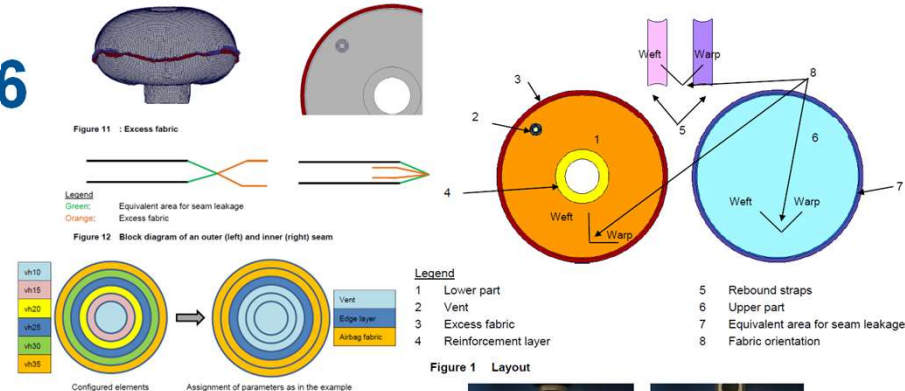 6
Figure 11 : Excess fabric
Legend
Green: Equivalent area for seam leakage
Orange: Excess fabric
Figure 12 Block diagram of an outer (left) and inner (right) seam
vh10
vh15
vh20
vh25
vh30
vh35
Vent
Edge layer
Airbag fabric
Configured elements
Assignment of parameters as in the example
Weft Warp
8
3
2
5
1
6
4
7
Weft
Warp
Weft Warp
Legend
1 Lower part
2 Vent
3 Excess fabric
4 Reinforcement layer
5 Rebound straps
6 Upper part
7 Equivalent area for seam leakage
8 Fabric orientation
Figure 1 Layout